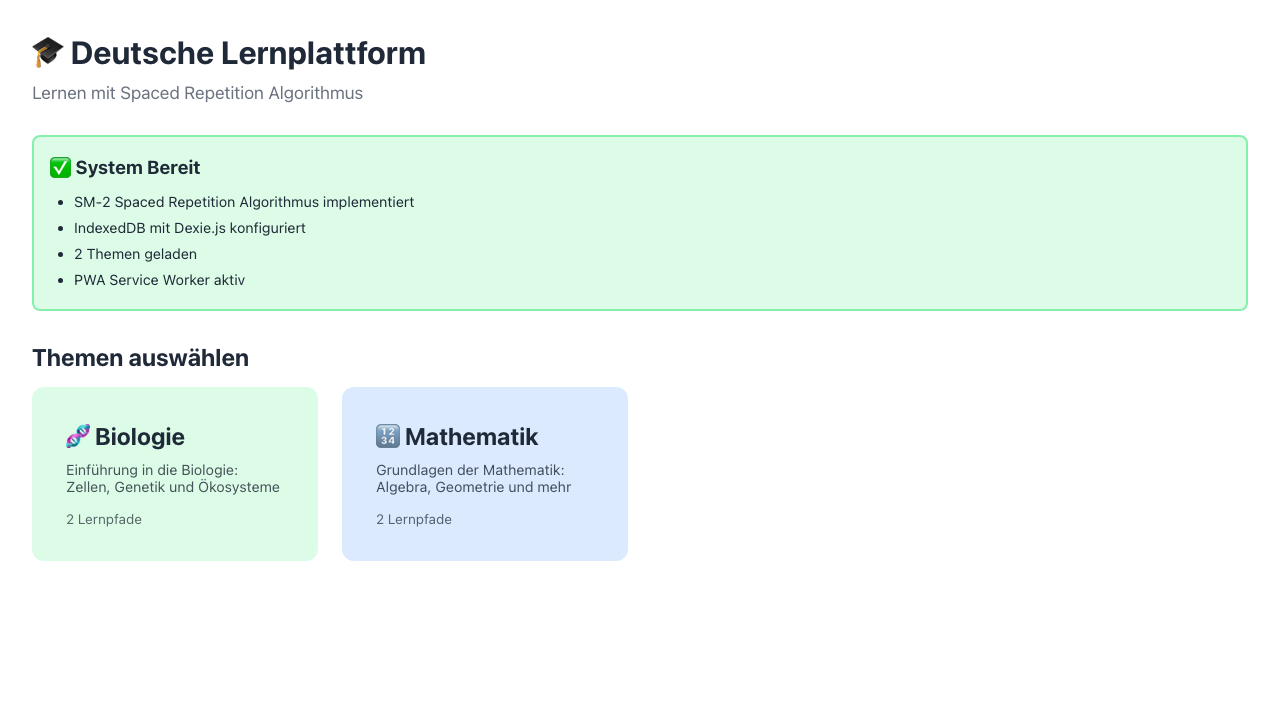 🎓 Deutsche Lernplattform
Lernen mit Spaced Repetition Algorithmus
✅ System Bereit
• SM-2 Spaced Repetition Algorithmus implementiert
• IndexedDB mit Dexie.js konfiguriert
• 2 Themen geladen
• PWA Service Worker aktiv
Themen auswählen
🧬 Biologie
Einführung in die Biologie:
Zellen, Genetik und Ökosysteme
2 Lernpfade
🔢 Mathematik
Grundlagen der Mathematik:
Algebra, Geometrie und mehr
2 Lernpfade